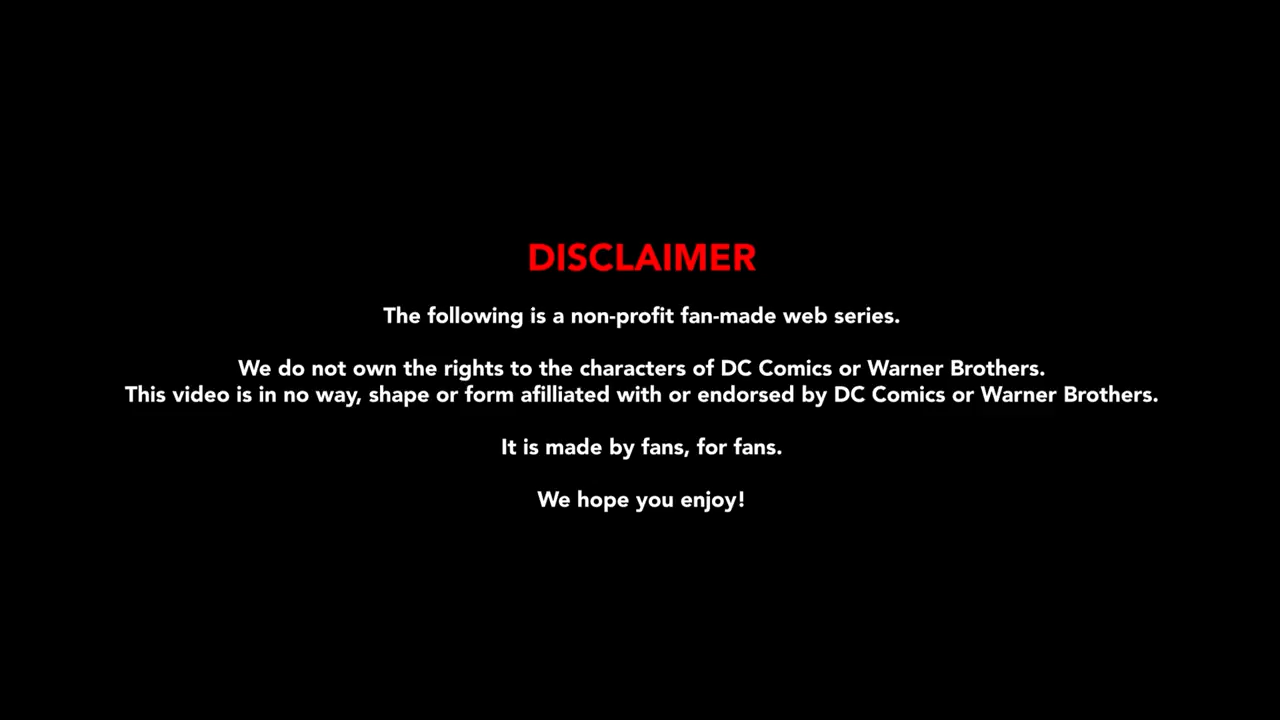 DISCLAIMER
The following is a non-profit fan-made web series.
We do not own the rights to the characters of DC Comics or Warner Brothers.
This video is in no way, shape or form afilliated with or endorsed by DC Comics or Warner Brothers.
It is made by fans, for fans.
We hope you enjoy!